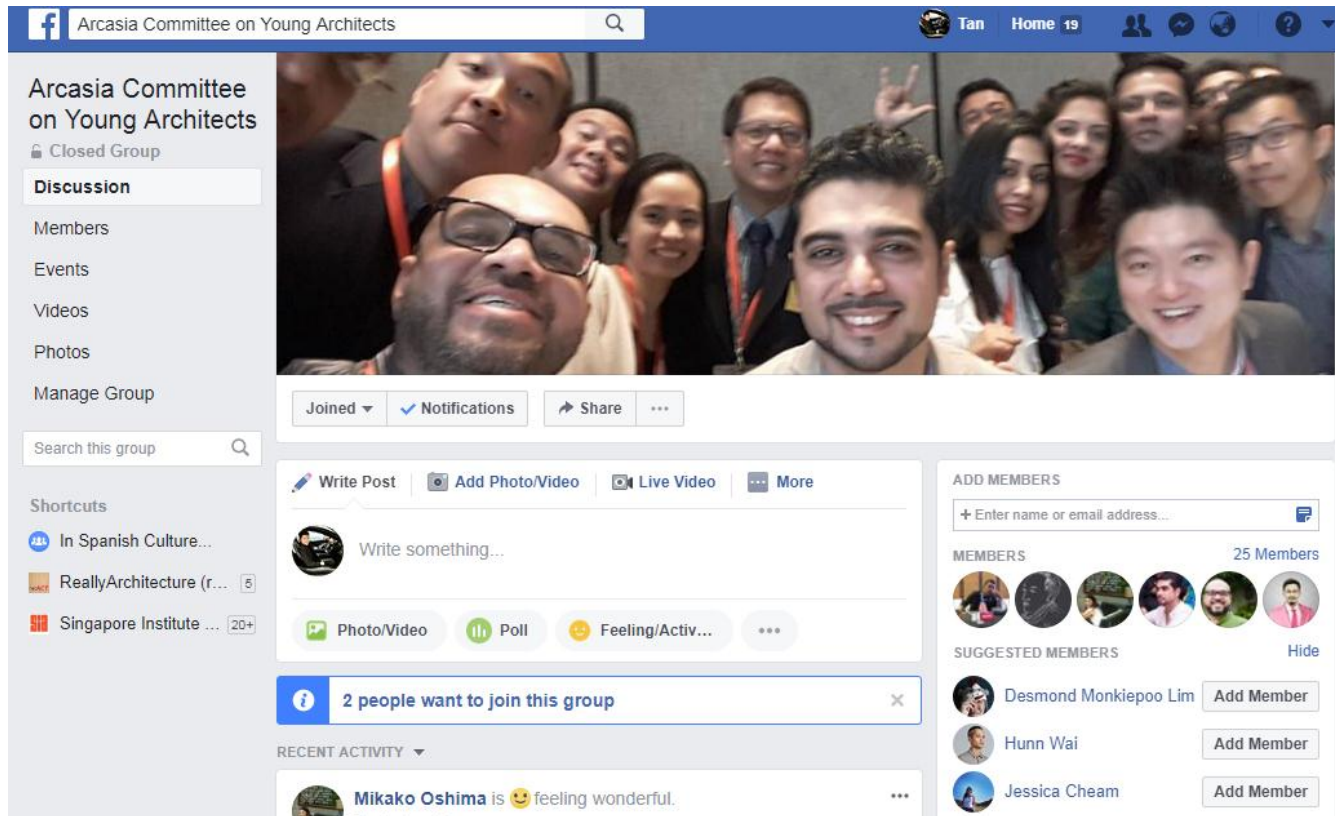 f
Arcasia Committee on Young Architects
Tan
Home 19
?
Arcasia Committee
on Young Architects
Closed Group
Discussion
Members
Events
Videos
Photos
Manage Group
Search this group
Shortcuts
In Spanish Culture...
ReallyArchitecture (r... 5
Singapore Institute ... 20+
Joined
Notifications
Share
Write Post
Add Photo/Video
Live Video
More
Write something...
Photo/Video
Poll
Feeling/Activ...
2 people want to join this group
RECENT ACTIVITY
Mikako Oshima is feeling wonderful.
ADD MEMBERS
+ Enter name or email address...
MEMBERS
25 Members
SUGGESTED MEMBERS
Hide
Desmond Monkiepoo Lim
Add Member
Hunn Wai
Add Member
Jessica Cheam
Add Member